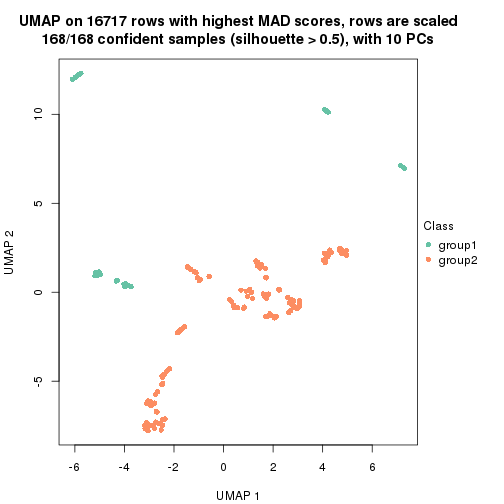 UMAP on 16717 rows with highest MAD scores, rows are scaled
168/168 confident samples (silhouette > 0.5), with 10 PCs
10
5
0
-5
UMAP 2
-6 -4 -2 0 2 4 6
UMAP 1
Class
group1
group2